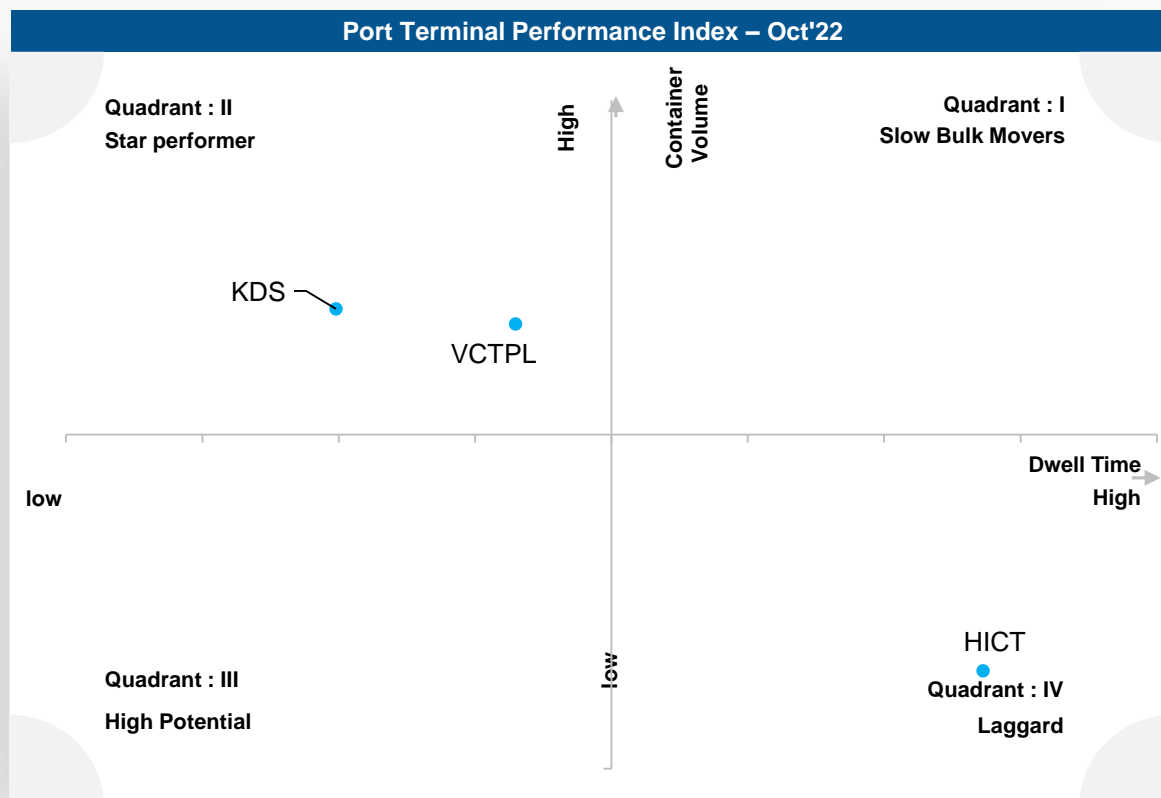 Port Terminal Performance Index – Oct'22
Quadrant : II
Star performer
High
Container
Volume
Quadrant : I
Slow Bulk Movers
KDS
VCTPL
Dwell Time
low
High
HICT
Quadrant : III
low
Quadrant : IV
High Potential
Laggard